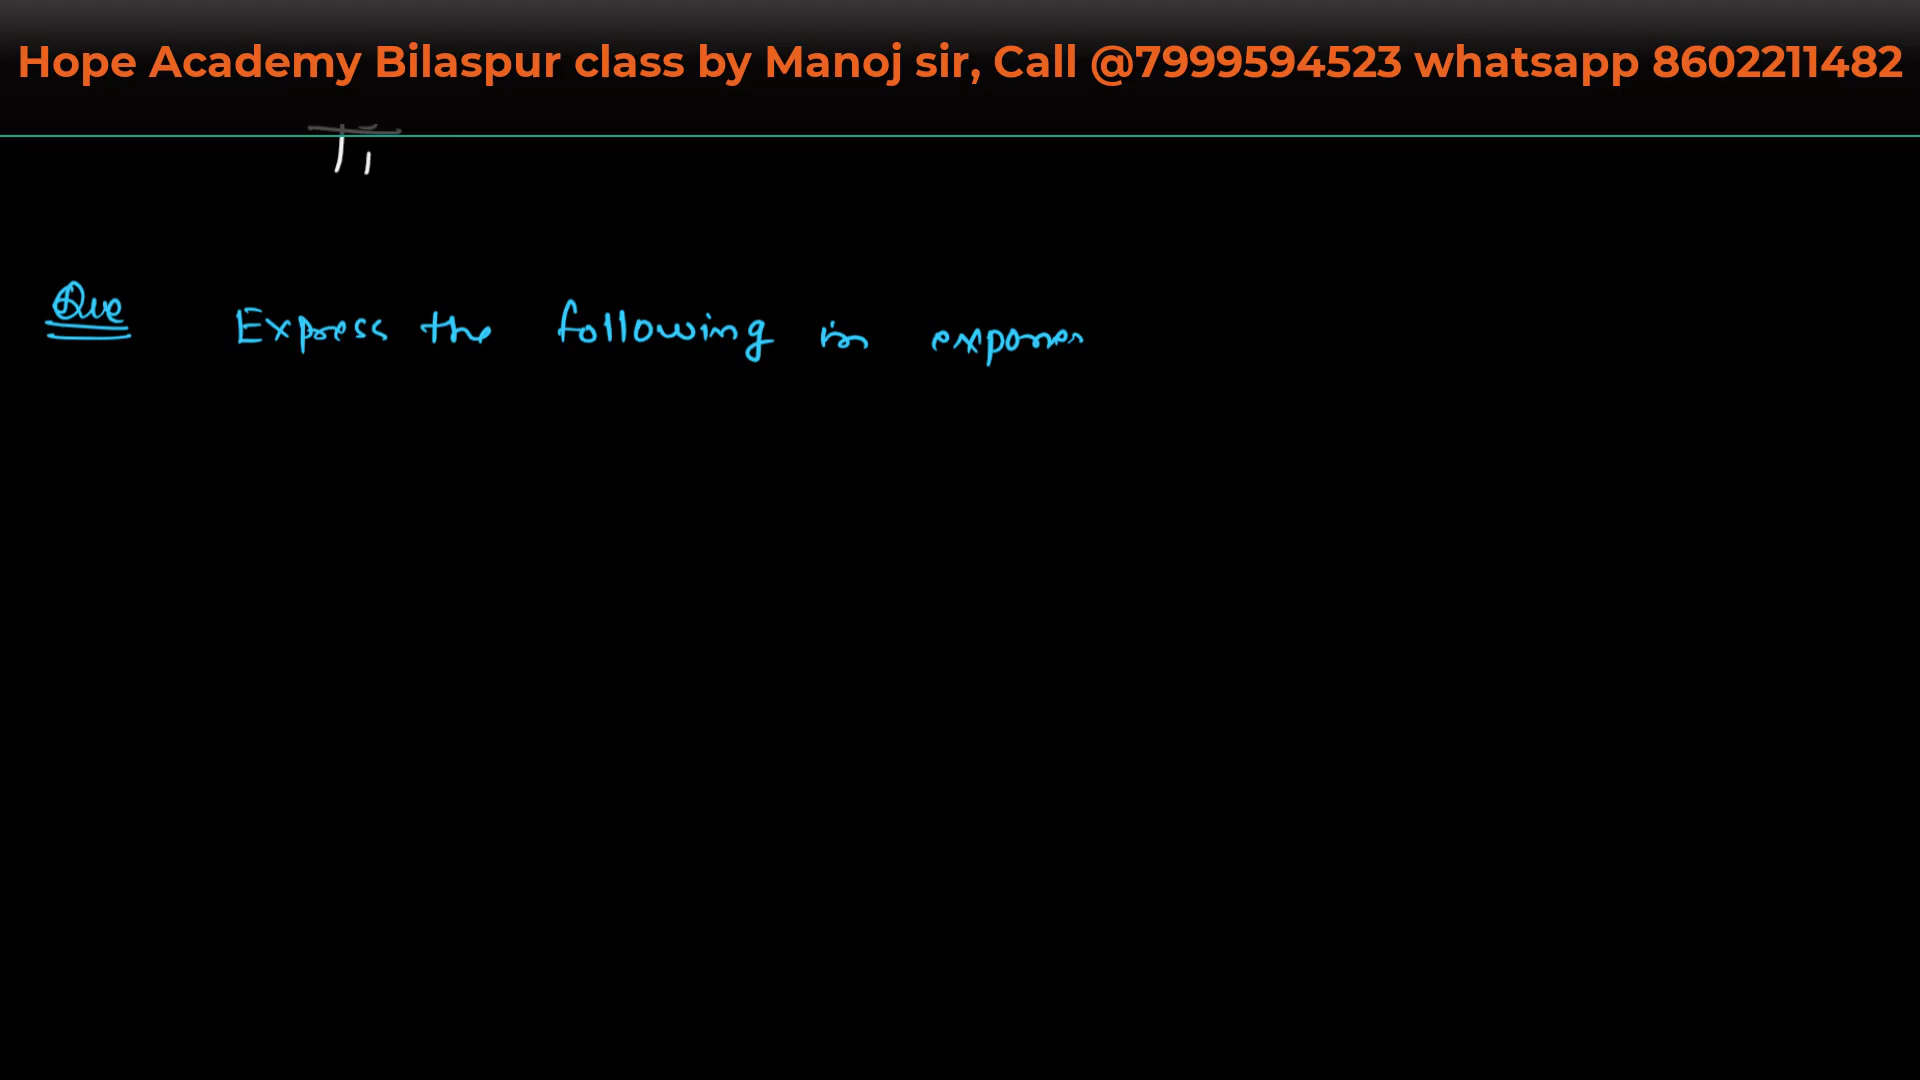 Hope Academy Bilaspur class by Manoj sir, Call @7999594523 whatsapp 8602211482
Que Express the following in exponen